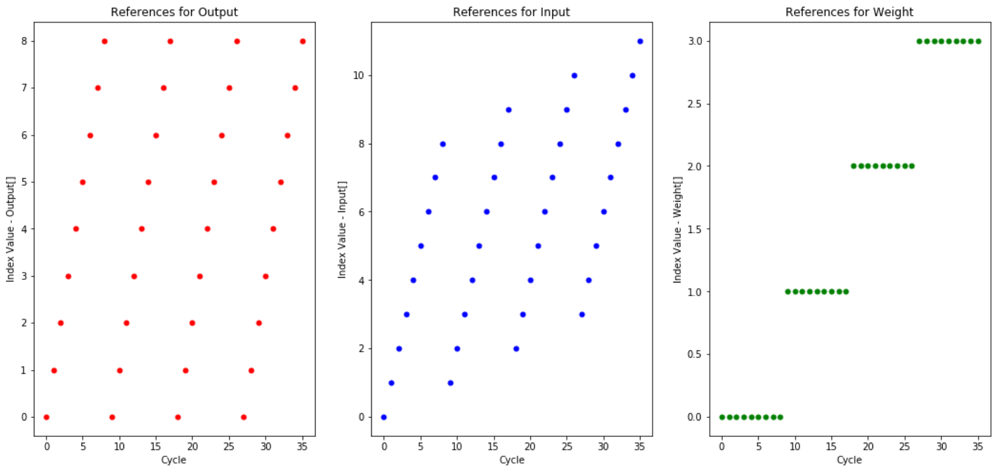 References for Output
8
7
6
5
4
3
2
1
0
Index Value - Output[]
0 5 10 15 20 25 30 35
Cycle
References for Input
10
8
6
4
2
0
Index Value - Input[]
0 5 10 15 20 25 30 35
Cycle
References for Weight
3.0
2.5
2.0
1.5
1.0
0.5
0.0
Index Value - Weight[]
0 5 10 15 20 25 30 35
Cycle